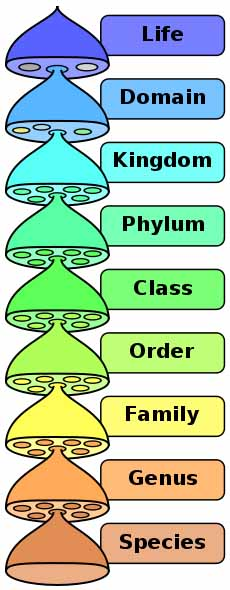 Life
Domain
Kingdom
Phylum
Class
Order
Family
Genus
Species